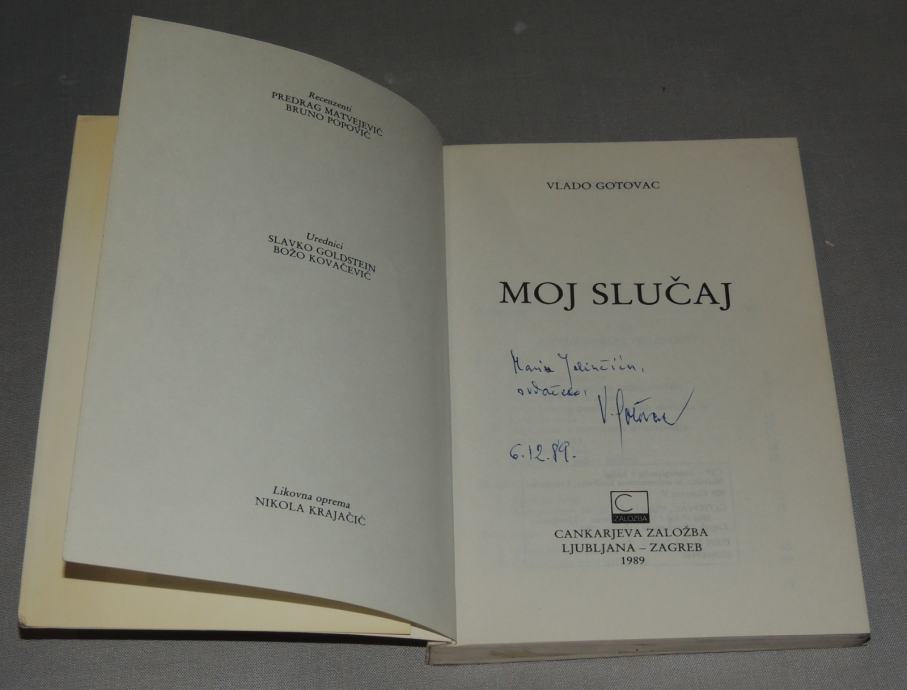 Recenzenti
PREDRAG MATVEJEVIĆ
BRUNO POPOVIĆ
Urednici
SLAVKO GOLDSTEIN
BOŽO KOVAČEVIĆ
Likovna oprema
NIKOLA KRAJAČIĆ
VLADO GOTOVAC
MOJ SLUČAJ
V. Gotovac
6.12.89.
C
ZALOŽBA
CANKARJEVA ZALOŽBA
LJUBLJANA – ZAGREB
1989